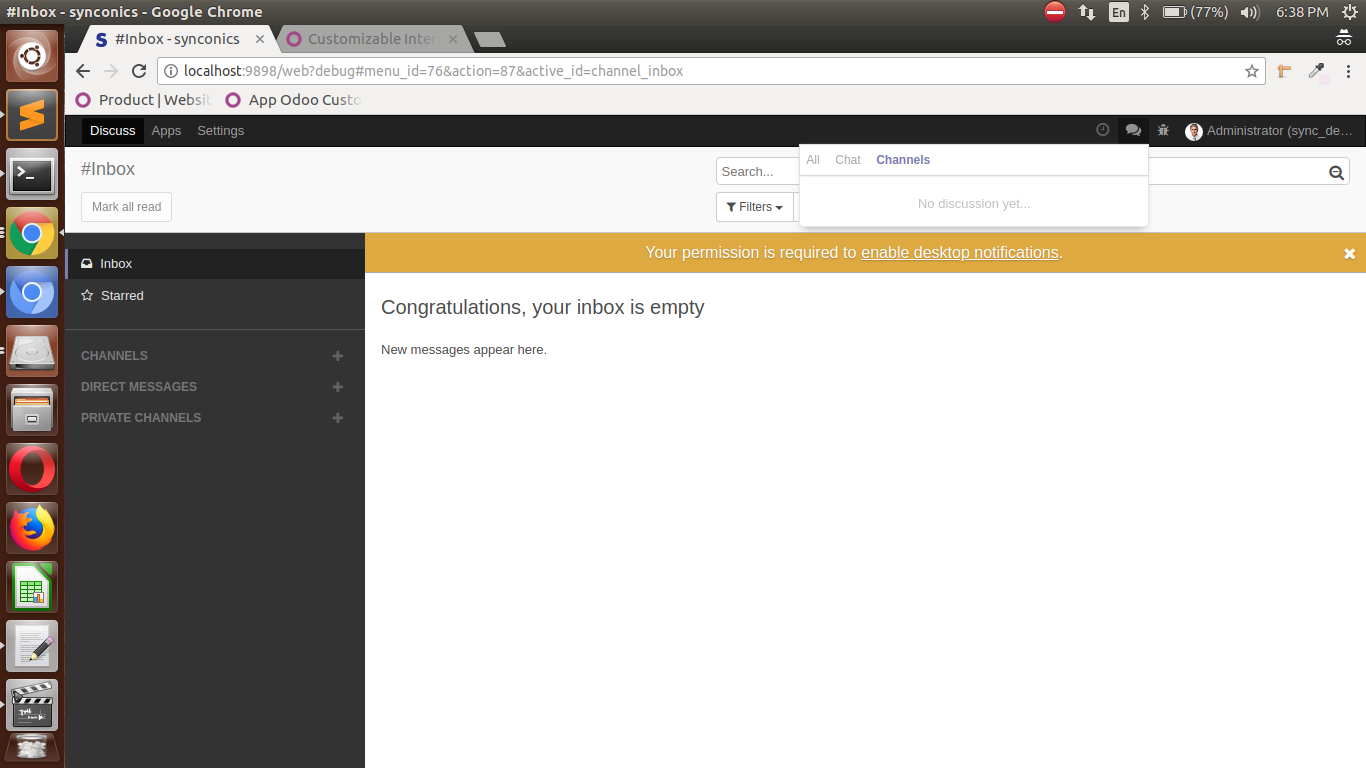 #Inbox - synconics - Google Chrome
En
(77%)
6:38 PM
#Inbox - synconics
Customizable Inter
localhost:9898/web?debug#menu_id=76&action=87&active_id=channel_inbox
Product | Websit
App Odoo Custo
Discuss Apps Settings
Administrator (sync_de...
#Inbox
Search...
All Chat Channels
Mark all read
Filters
No discussion yet...
Your permission is required to enable desktop notifications.
Inbox
Starred
Congratulations, your inbox is empty
New messages appear here.
CHANNELS
DIRECT MESSAGES
PRIVATE CHANNELS